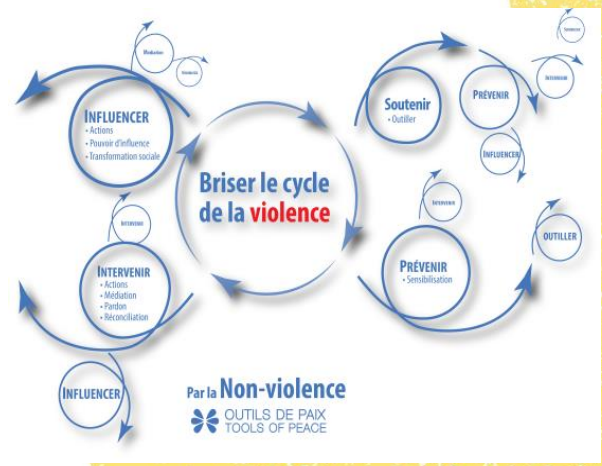 Médiation
INFLUENCER
• Actions
• Pouvoir d'influence
• Transformation sociale
Soutenir
• Outiller
PRÉVENIR
INTERVENIR
INFLUENCER
Briser le cycle
de la violence
INTERVENIR
INTERVENIR
• Actions
• Médiation
• Pardon
• Réconciliation
INTERVENIR
PRÉVENIR
• Sensibilisation
OUTILLER
INFLUENCER
Par la Non-violence
OUTILS DE PAIX
TOOLS OF PEACE